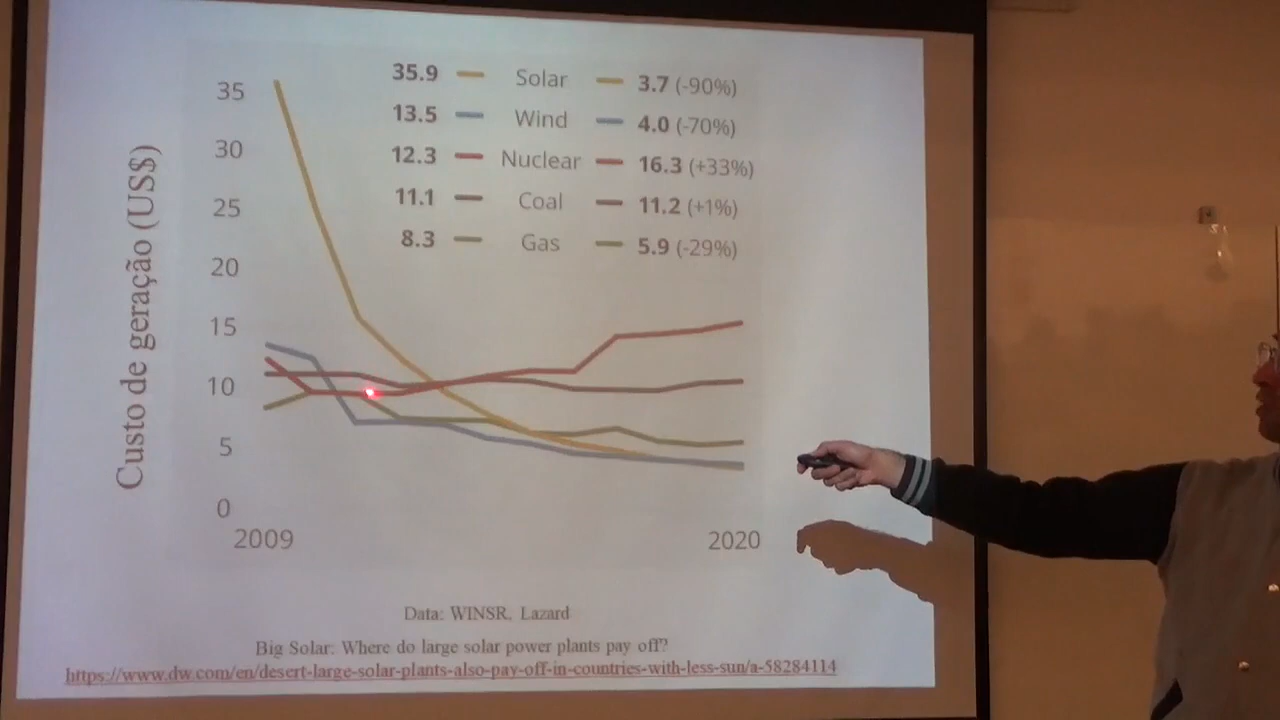 35.9 Solar 3.7 (-90%)
13.5 Wind 4.0 (-70%)
12.3 Nuclear 16.3 (+33%)
11.1 Coal 11.2 (+1%)
8.3 Gas 5.9 (-29%)
Custo de geração (US$)
35
30
25
20
15
10
5
0
2009 2020
Data: WINSR, Lazard
Big Solar: Where do large solar power plants pay off?
https://www.dw.com/en/desert-large-solar-plants-also-pay-off-in-countries-with-less-sun/a-58284114